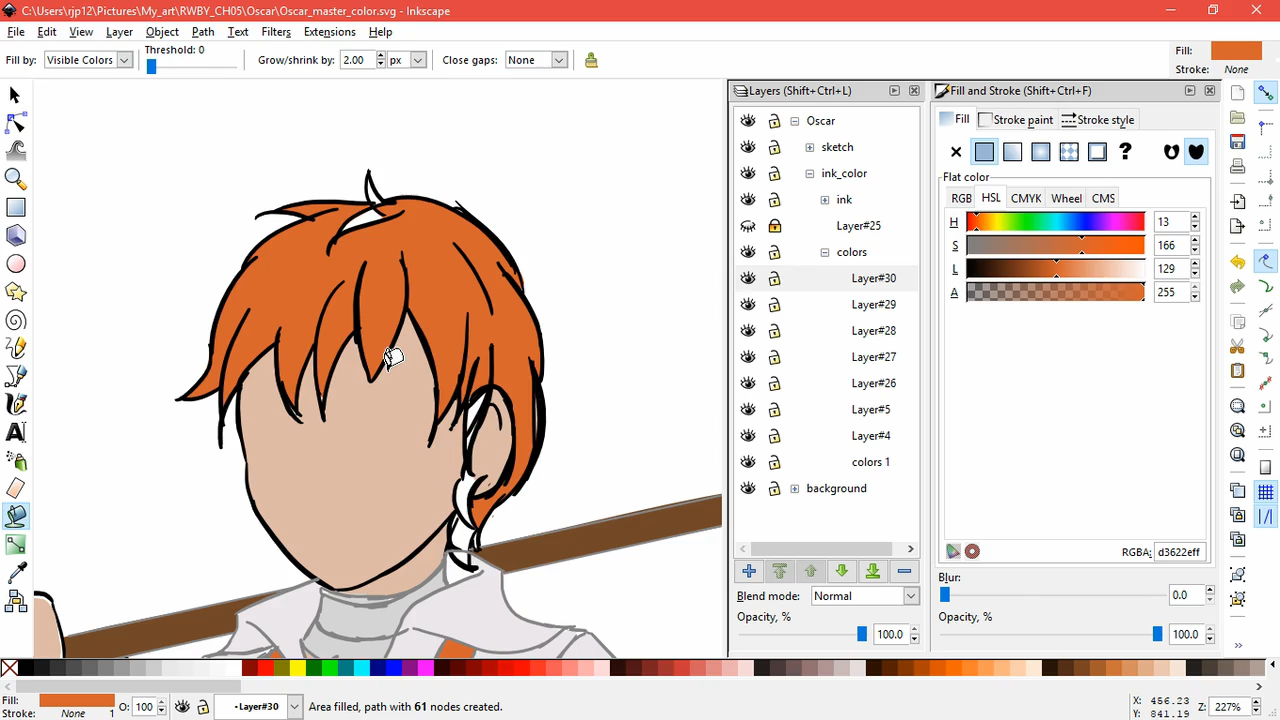 C:\Users\rjp12\Pictures\My_art\RWBY_CH05\Oscar\Oscar_master_color.svg - Inkscape
File Edit View Layer Object Path Text Filters Extensions Help
Fill by: Visible Colors Threshold: 0 Grow/shrink by: 2.00 px Close gaps: None
Fill:
Stroke: None
Layers (Shift+Ctrl+L)
Oscar
sketch
ink_color
ink
Layer#25
colors
Layer#30
Layer#29
Layer#28
Layer#27
Layer#26
Layer#5
Layer#4
colors 1
background
Blend mode: Normal
Opacity, % 100.0
Fill and Stroke (Shift+Ctrl+F)
Fill Stroke paint Stroke style
?
Flat color
RGB HSL CMYK Wheel CMS
H 13
S 166
L 129
A 255
RGBA: d3622eff
Blur:
0.0
Opacity, %
100.0
Fill:
Stroke: None 1
O: 100
Layer#30
Area filled, path with 61 nodes created.
X: 456.23
Y: 841.19
Z: 227%